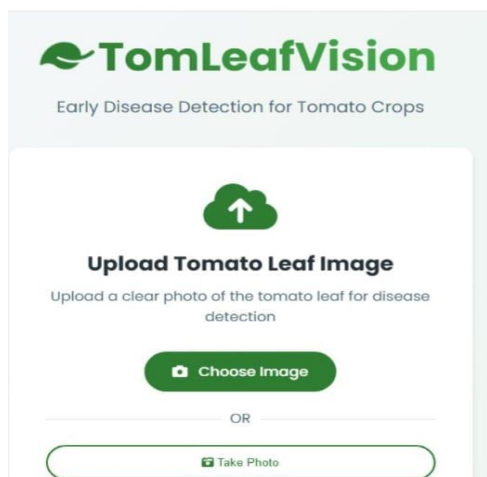 TomLeafVision
Early Disease Detection for Tomato Crops
Upload Tomato Leaf Image
Upload a clear photo of the tomato leaf for disease
detection
Choose Image
OR
Take Photo